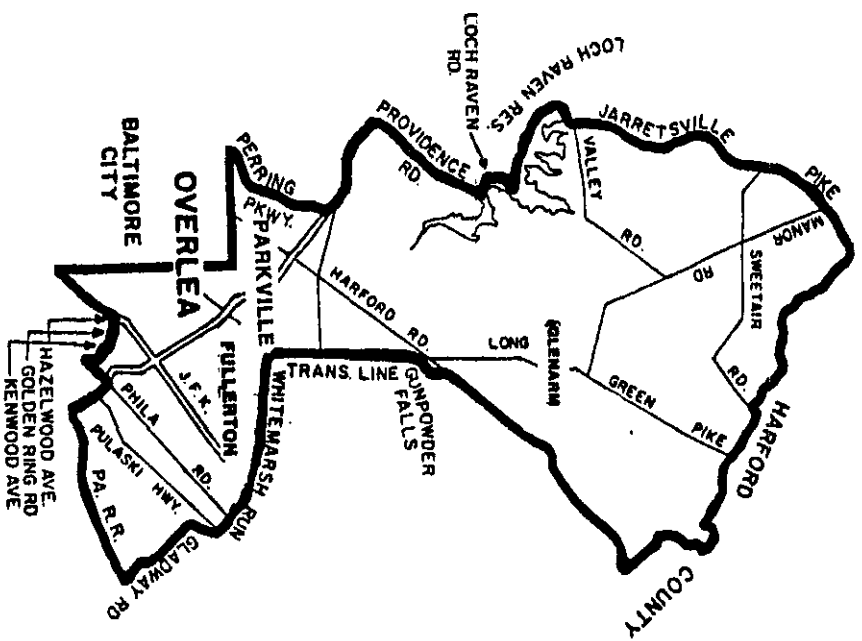 LOCH RAVEN RES.
LOCH RAVEN
RD.
JARRETSVILLE
PIKE
PROVIDENCE
RD.
VALLEY
RD.
MANOR
RD
SWEETAIR
RD.
PERRING
PKWY.
BALTIMORE
CITY
OVERLEA
PARKVILLE
HARFORD
RD.
LONG
GLENARM
GREEN
PIKE
HARFORD
COUNTY
TRANS. LINE
GUNPOWDER
FALLS
FULLERTON
WHITEMARSH RUN
J.F.K.
PHILA
RD.
PULASKI
HWY.
PA. R.R.
GLADWAY RD
HAZELWOOD AVE.
GOLDEN RING RD
KENWOOD AVE